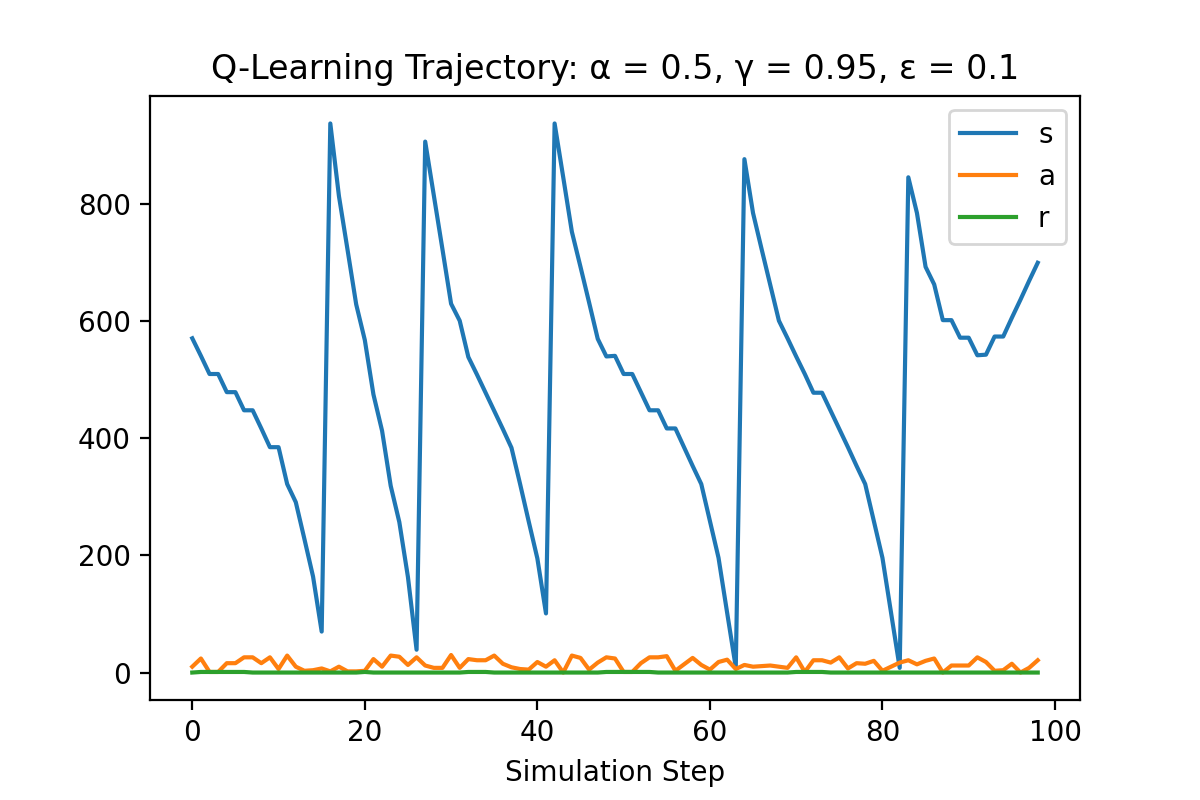 Q-Learning Trajectory: α = 0.5, γ = 0.95, ε = 0.1
s
a
r
800
600
400
200
0
0 20 40 60 80 100
Simulation Step